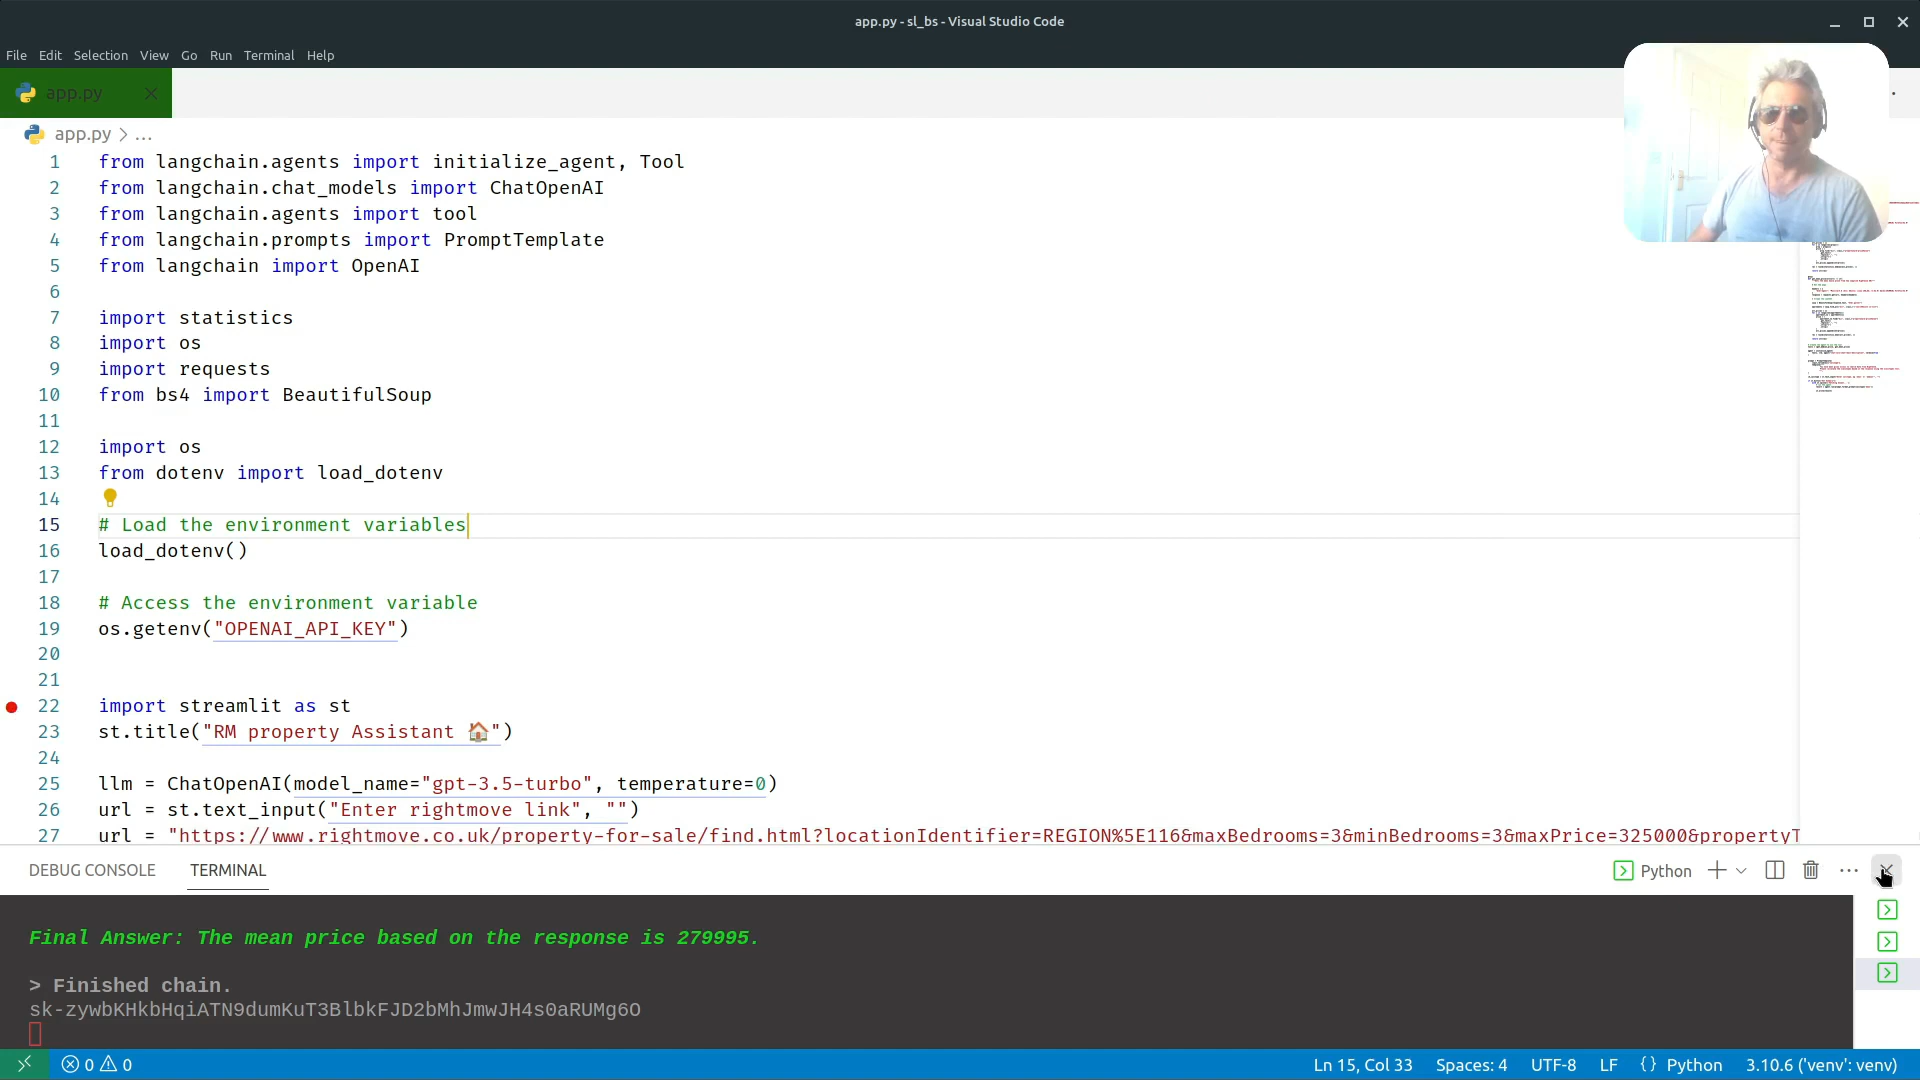 app.py - sl_bs - Visual Studio Code
File Edit Selection View Go Run Terminal Help
app.py
app.py > ...
1 from langchain.agents import initialize_agent, Tool
2 from langchain.chat_models import ChatOpenAI
3 from langchain.agents import tool
4 from langchain.prompts import PromptTemplate
5 from langchain import OpenAI
6
7 import statistics
8 import os
9 import requests
10 from bs4 import BeautifulSoup
11
12 import os
13 from dotenv import load_dotenv
14
15 # Load the environment variables
16 load_dotenv()
17
18 # Access the environment variable
19 os.getenv("OPENAI_API_KEY")
20
21
22 import streamlit as st
23 st.title("RM property Assistant 🏠")
24
25 llm = ChatOpenAI(model_name="gpt-3.5-turbo", temperature=0)
26 url = st.text_input("Enter rightmove link", "")
27 url = "https://www.rightmove.co.uk/property-for-sale/find.html?locationIdentifier=REGION%5E116&maxBedrooms=3&minBedrooms=3&maxPrice=325000&propertyT
DEBUG CONSOLE TERMINAL Python
Final Answer: The mean price based on the response is 279995.
> Finished chain.
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
0 0 Ln 15, Col 33 Spaces: 4 UTF-8 LF {} Python 3.10.6 ('venv': venv)